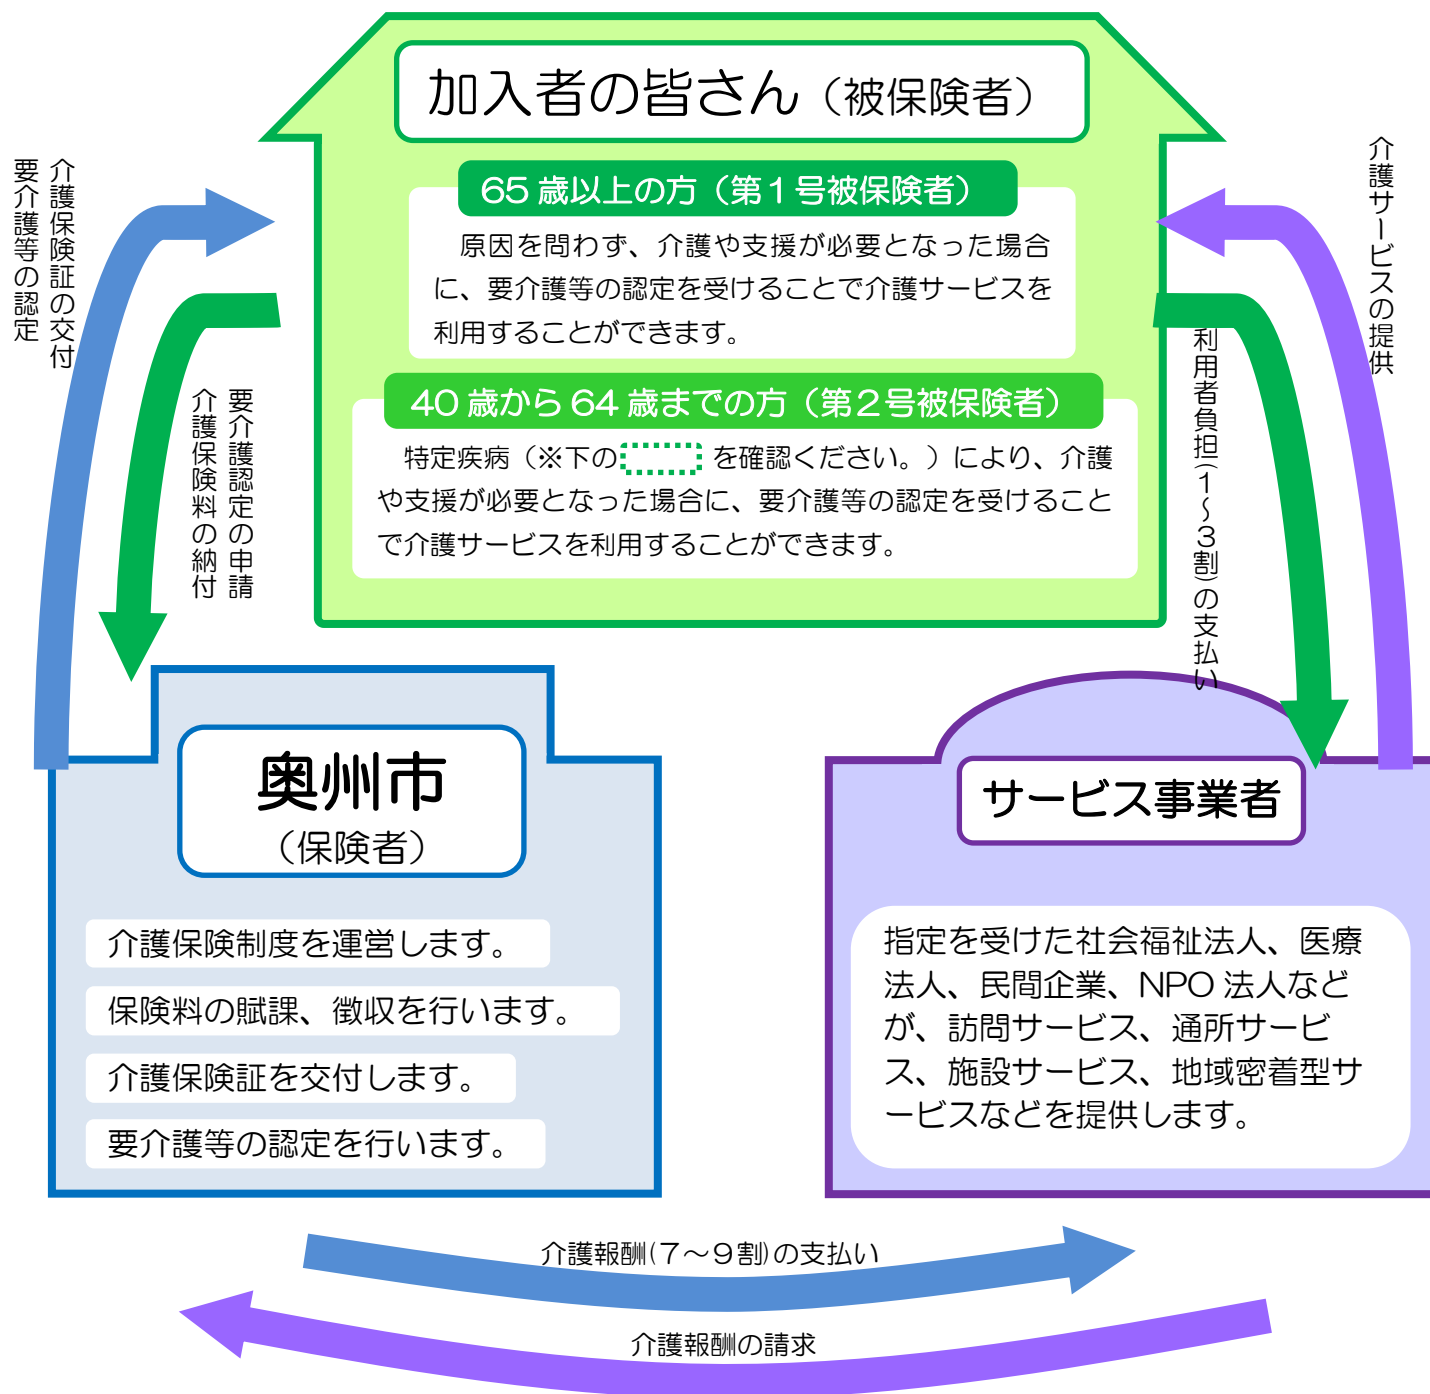 加入者の皆さん（被保険者）
65 歳以上の方（第１号被保険者）
原因を問わず、介護や支援が必要となった場合
に、要介護等の認定を受けることで介護サービスを
利用することができます。
40 歳から 64 歳までの方（第２号被保険者）
特定疾病（※下の を確認ください。）により、介護
や支援が必要となった場合に、要介護等の認定を受けること
で介護サービスを利用することができます。
介護保険証の交付
要介護等の認定
要介護認定の申請
介護保険料の納付
介護サービスの提供
利用者負担(１～３割)の支払い
奥州市
（保険者）
介護保険制度を運営します。
保険料の賦課、徴収を行います。
介護保険証を交付します。
要介護等の認定を行います。
サービス事業者
指定を受けた社会福祉法人、医療
法人、民間企業、NPO 法人など
が、訪問サービス、通所サービ
ス、施設サービス、地域密着型サ
ービスなどを提供します。
介護報酬(７～９割)の支払い
介護報酬の請求